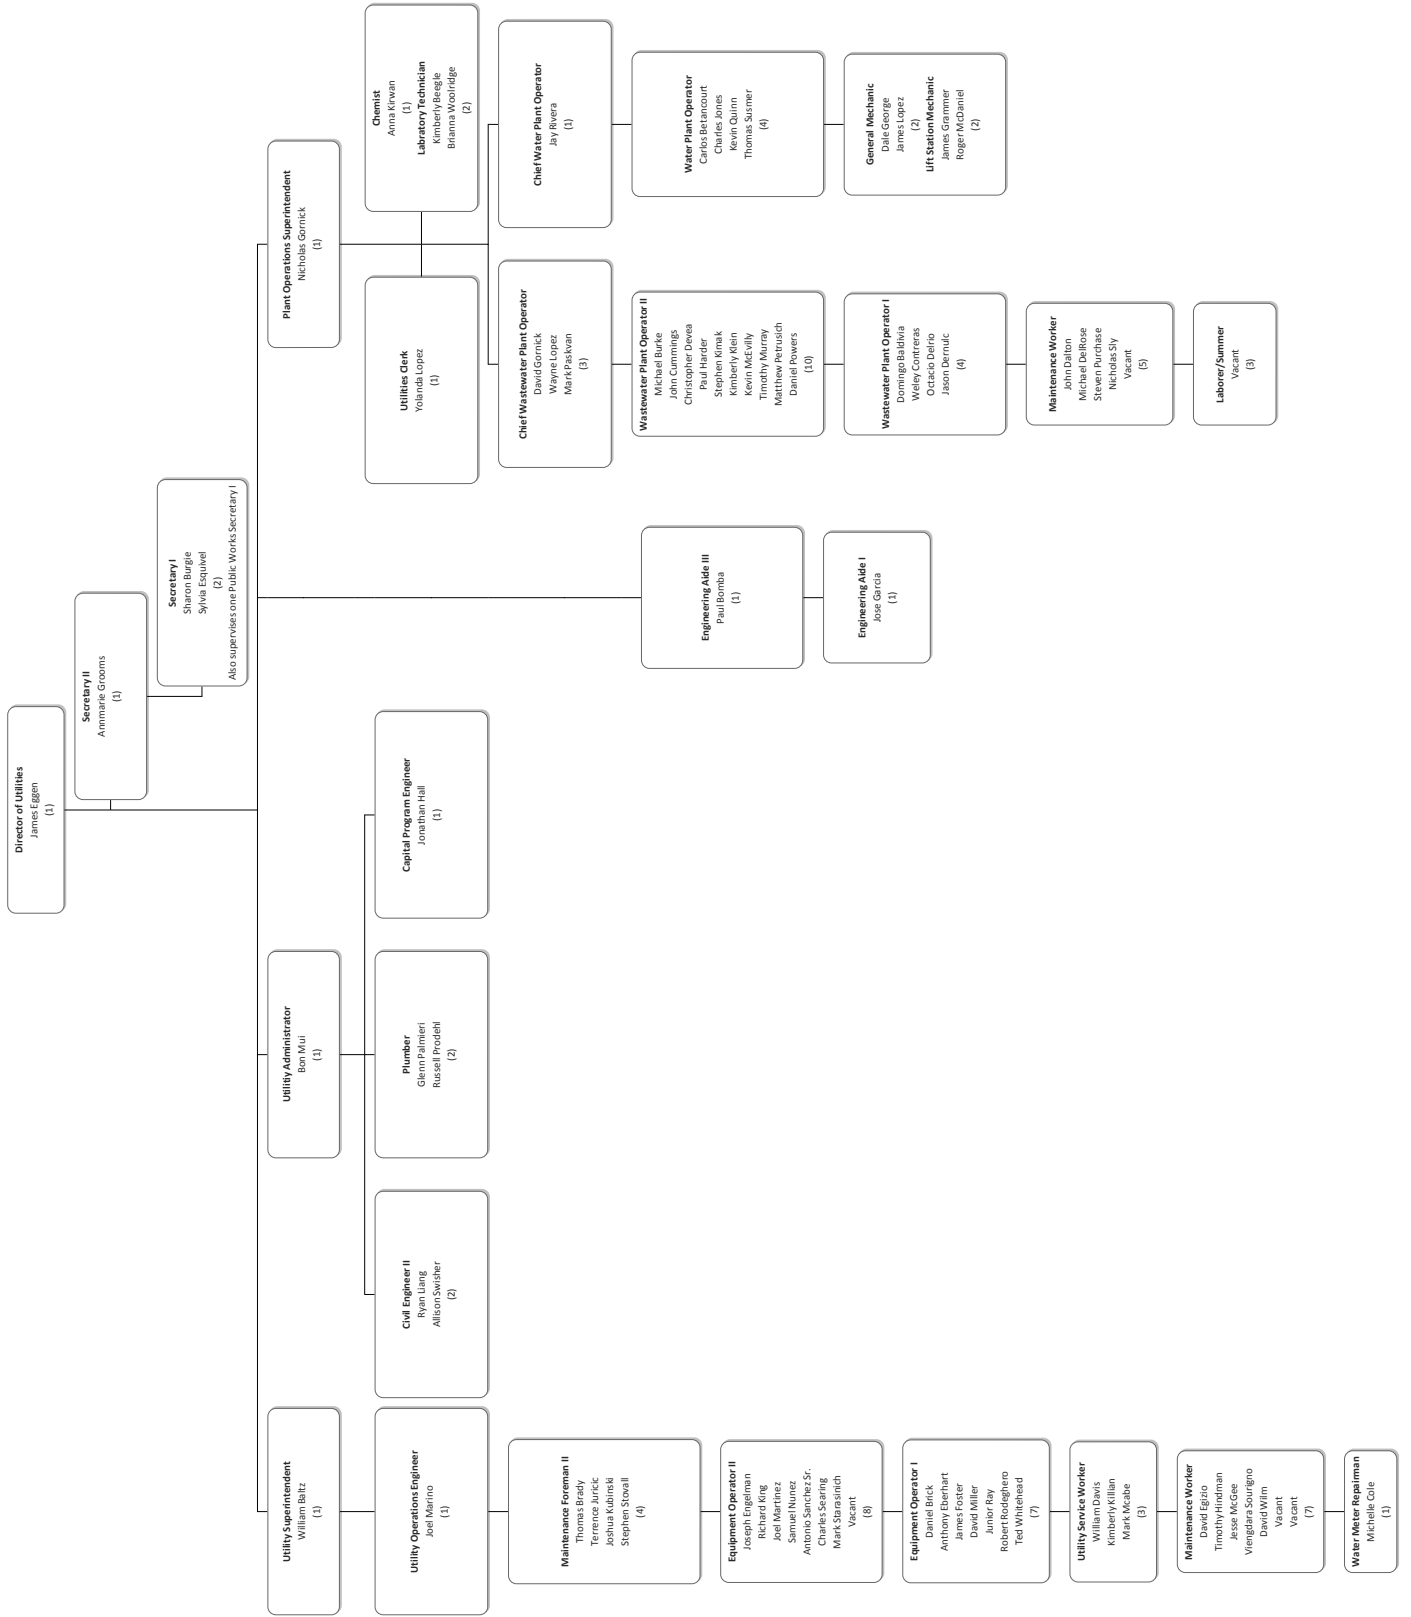 Director of Utilities
James Eggen
(1)
Secretary II
Annmarie Grooms
(1)
Secretary I
Sharon Burgie
Sylvia Esquivel
(2)
Also supervises one Public Works Secretary I
Utility Superintendent
William Baltz
(1)
Utilitiy Administrator
Bon Mui
(1)
Plant Operations Superintendent
Nicholas Gornick
(1)
Utility Operations Engineer
Joel Marino
(1)
Civil Engineer II
Ryan Liang
Allison Swisher
(2)
Plumber
Glenn Palmieri
Russell Prodehl
(2)
Capital Program Engineer
Jonathan Hall
(1)
Utilities Clerk
Yolanda Lopez
(1)
Chemist
Anna Kirwan
(1)
Labratory Technician
Kimberly Beegle
Brianna Woolridge
(2)
Maintenance Foreman II
Thomas Brady
Terrence Juricic
Joshua Kubinski
Stephen Stovall
(4)
Chief Wastewater Plant Operator
David Gornick
Wayne Lopez
Mark Paskvan
(3)
Chief Water Plant Operator
Jay Rivera
(1)
Engineering Aide III
Paul Bomba
(1)
Wastewater Plant Operator II
Michael Burke
John Cummings
Christopher Devea
Paul Harder
Stephen Kimak
Kimberly Klein
Kevin McEvilly
Timothy Murray
Matthew Petrusich
Daniel Powers
(10)
Water Plant Operator
Carlos Betancourt
Charles Jones
Kevin Quinn
Thomas Susmer
(4)
Equipment Operator II
Joseph Engelman
Richard King
Joel Martinez
Samuel Nunez
Antonio Sanchez Sr.
Charles Searing
Mark Starasinich
Vacant
(8)
Engineering Aide I
Jose Garcia
(1)
Wastewater Plant Operator I
Domingo Baldivia
Weley Contreras
Octacio Delrio
Jason Dernulc
(4)
General Mechanic
Dale George
James Lopez
(2)
Lift Station Mechanic
James Grammer
Roger McDaniel
(2)
Equipment Operator I
Daniel Brick
Anthony Eberhart
James Foster
David Miller
Junior Ray
Robert Rodeghero
Ted Whitehead
(7)
Maintenance Worker
John Dalton
Michael DelRose
Steven Purchase
Nicholas Sly
Vacant
(5)
Utility Service Worker
William Davis
Kimberly Killian
Mark Mcabe
(3)
Maintenance Worker
David Egizio
Timothy Hindman
Jesse McGee
Viengdara Sourigno
David Wilm
Vacant
Vacant
(7)
Laborer/Summer
Vacant
(3)
Water Meter Repairman
Michelle Cole
(1)